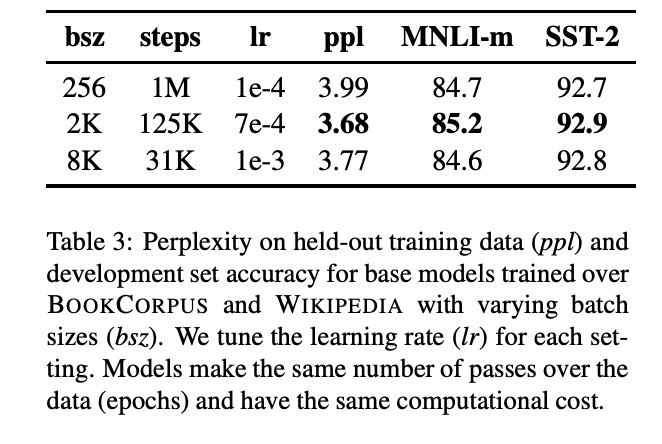 bsz steps lr ppl MNLI-m SST-2
256 1M 1e-4 3.99 84.7 92.7
2K 125K 7e-4 3.68 85.2 92.9
8K 31K 1e-3 3.77 84.6 92.8
Table 3: Perplexity on held-out training data (ppl) and
development set accuracy for base models trained over
BOOKCORPUS and WIKIPEDIA with varying batch
sizes (bsz). We tune the learning rate (lr) for each set-
ting. Models make the same number of passes over the
data (epochs) and have the same computational cost.